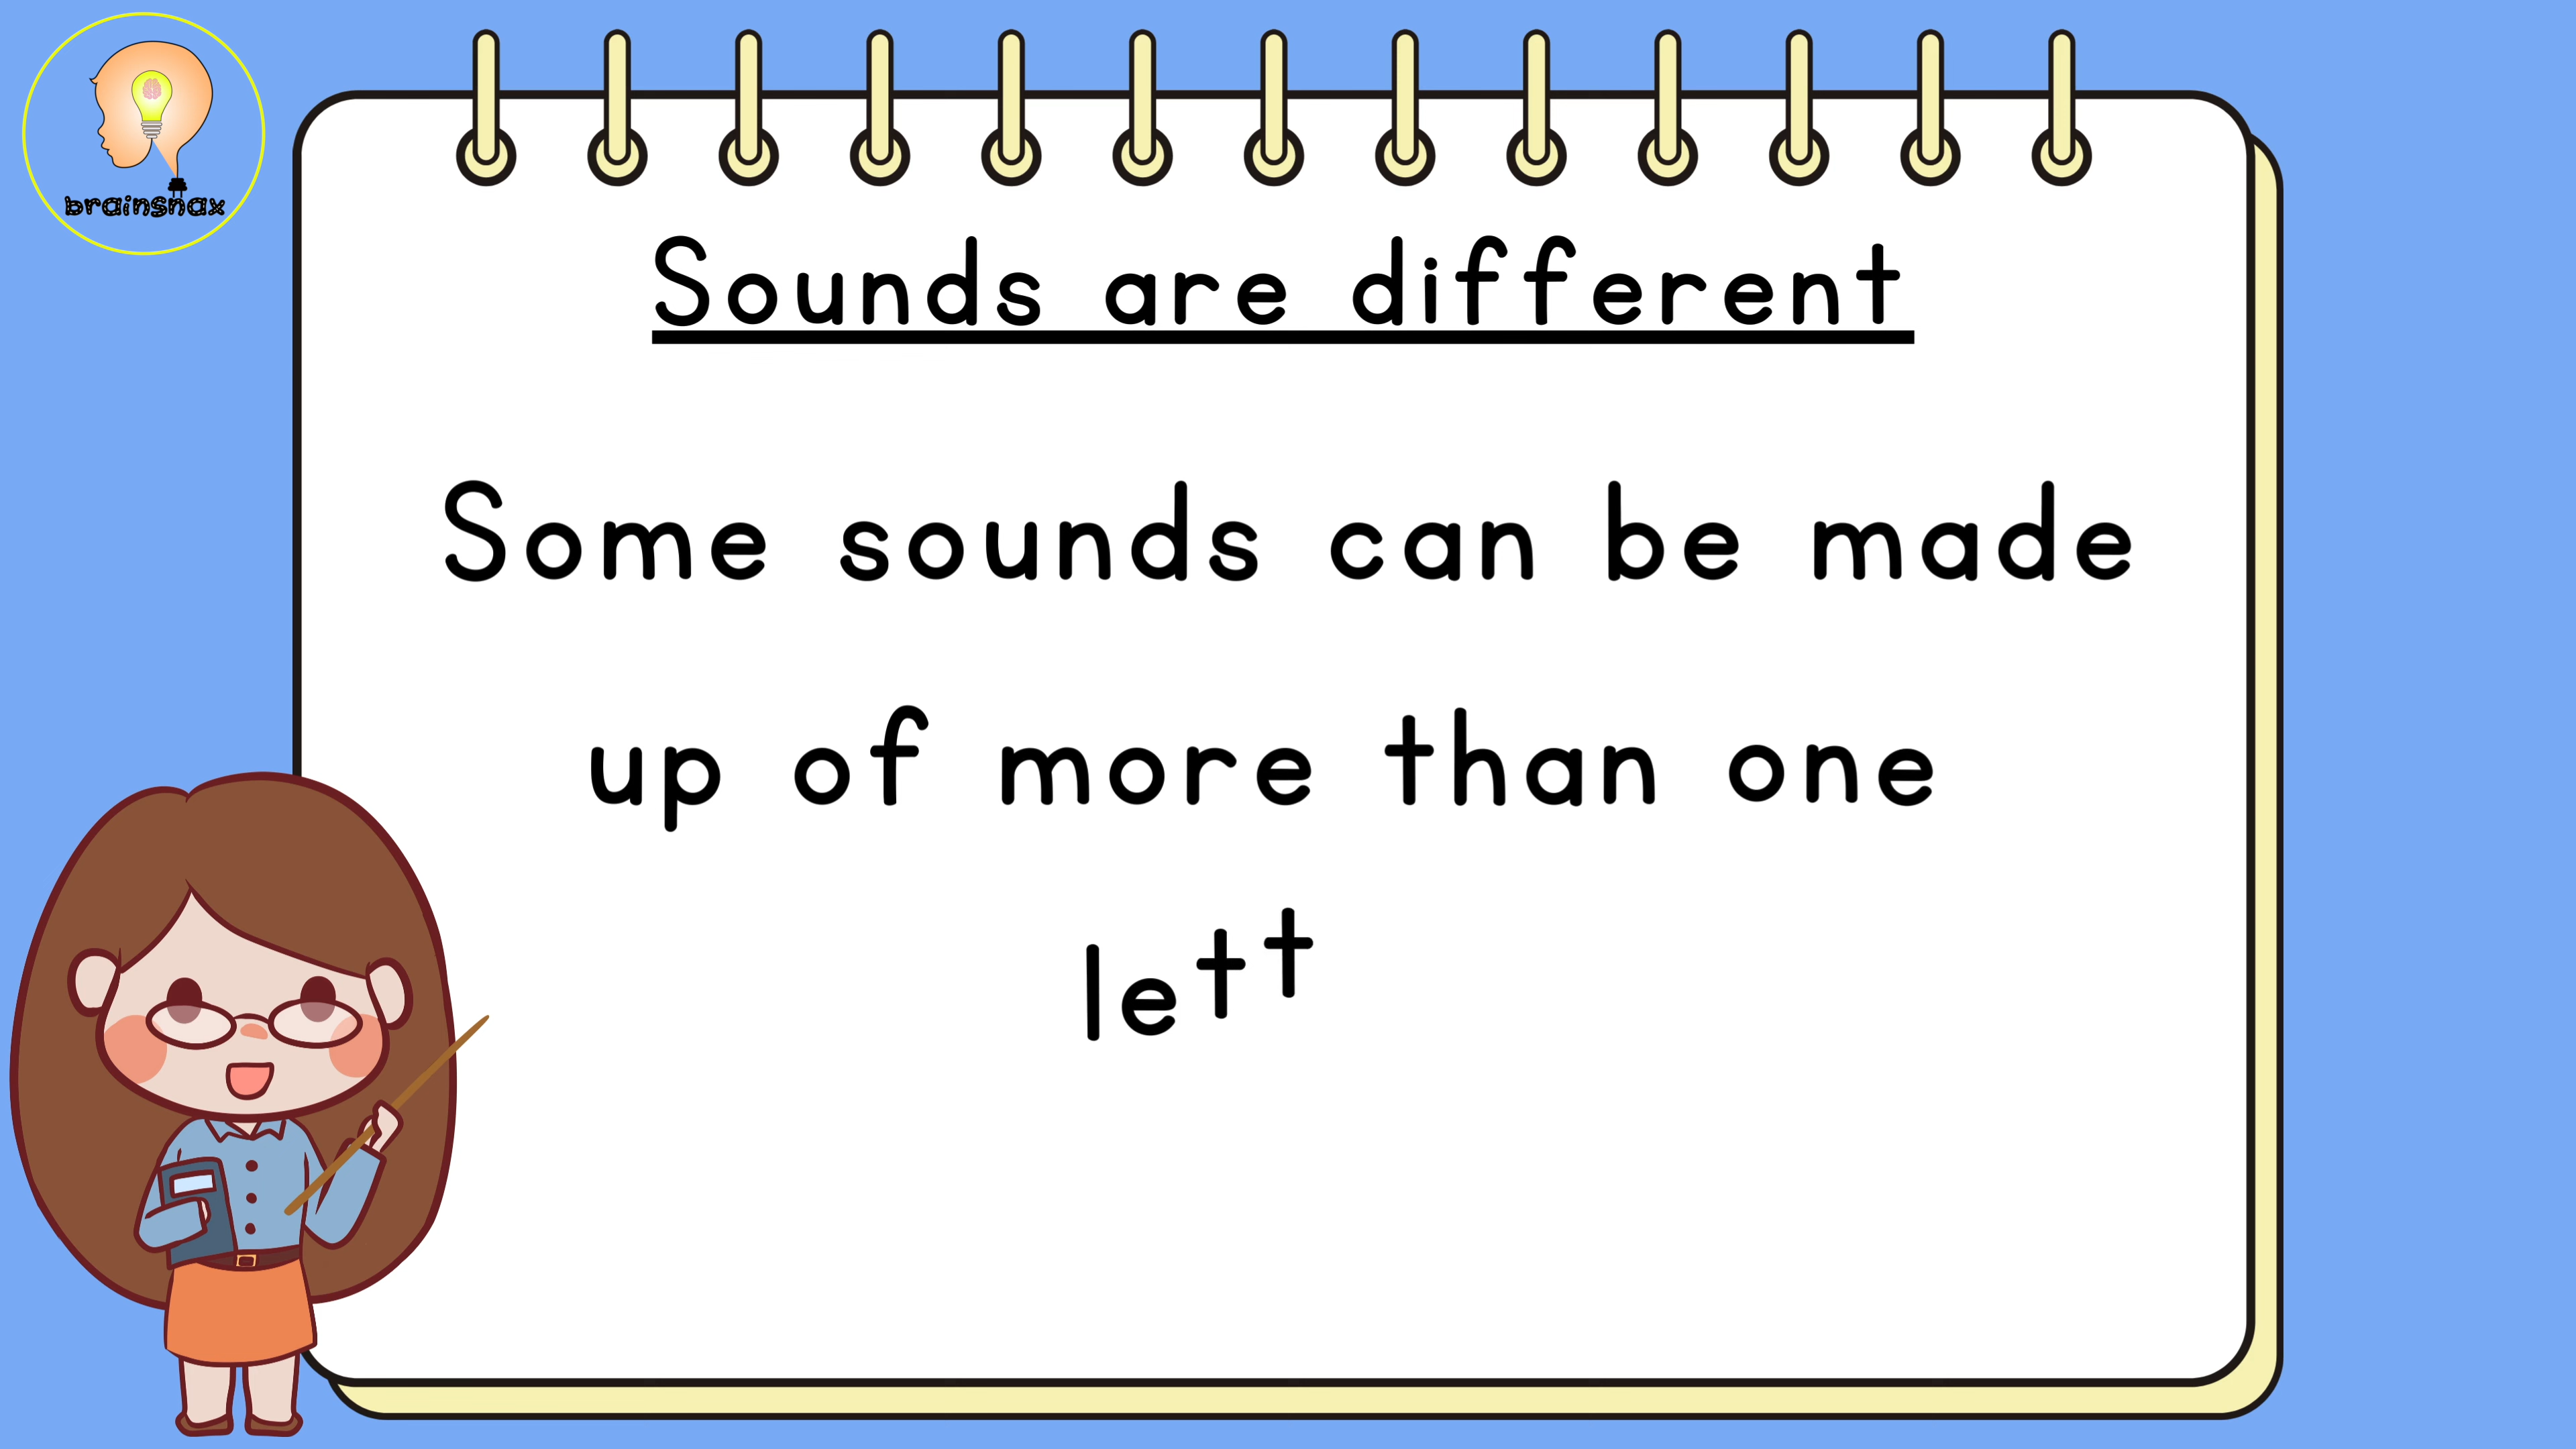 brainsnax
Sounds are different
Some sounds can be made
up of more than one
lett